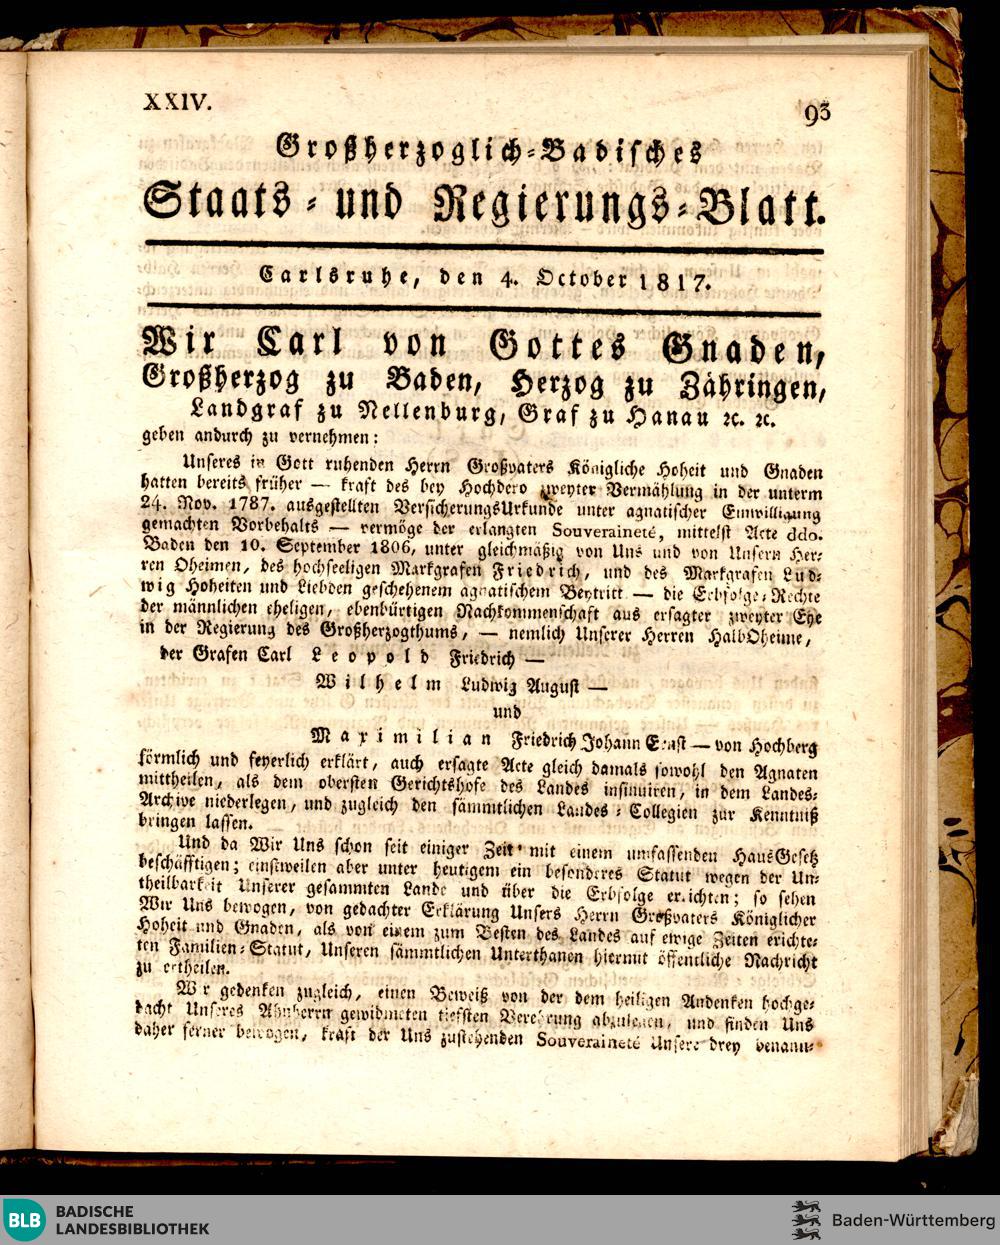 XXIV.
93
Großherzoglich-Badisches
Staats- und Regierungs-Blatt.
Carlsruhe, den 4. October 1817.
Wir Carl von Gottes Gnaden,
Großherzog zu Baden, Herzog zu Zähringen,
Landgraf zu Nellenburg, Graf zu Hanau ꝛc. ꝛc.
geben andurch zu vernehmen:
Unseres in Gott ruhenden Herrn Großvaters Königliche Hoheit und Gnaden
hatten bereits früher — kraft des bey Hochdero zweyter Vermählung in der unterm
24. Nov. 1787. ausgestellten VersicherungsUrkunde unter agnatischer Einwilligung
gemachten Vorbehalts — vermöge der erlangten Souveraineté, mittelst Acte ddo.
Baden den 10. September 1806, unter gleichmäßig von Uns und von Unsern Her-
ren Oheimen, des hochseeligen Markgrafen Friedrich, und des Markgrafen Lud-
wig Hoheiten und Liebden geschehenem agnatischem Beytritt — die Erbfolge-Rechte
der männlichen eheligen, ebenbürtigen Nachkommenschaft aus ersagter zweyter Ehe
in der Regierung des Großherzogthums, — nemlich Unserer Herren HalbOheime,
der Grafen Carl Leopold Friedrich —
Wilhelm Ludwig August —
und
Maximilian Friedrich Johann Ernst — von Hochberg
förmlich und feyerlich erklärt, auch ersagte Acte gleich damals sowohl den Agnaten
mittheilen, als dem obersten Gerichtshofe des Landes insinuiren, in dem Landes-
Archive niederlegen, und zugleich den sämmtlichen Landes-Collegien zur Kenntniß
bringen lassen.
Und da Wir Uns schon seit einiger Zeit mit einem umfassenden HausGesetz
beschäfftigen; einstweilen aber unter heutigem ein besonderes Statut wegen der Un-
theilbarkeit Unserer gesammten Lande und über die Erbfolge errichten; so sehen
Wir Uns bewogen, von gedachter Erklärung Unsers Herrn Großvaters Königlicher
Hoheit und Gnaden, als von einem zum Besten des Landes auf ewige Zeiten erichte-
ten Familien-Statut, Unseren sämmtlichen Unterthanen hiermit öffentliche Nachricht
zu ertheilen.
Wir gedenken zugleich, einen Beweiß von der dem heiligen Andenken hochge-
dacht Unseres Ahnherrn gewidmeten tiefsten Verehrung abzulegen, und finden Uns
daher ferner bewogen, kraft der Uns zustehenden Souveraineté Unsere drey benann-
BLB
BADISCHE
LANDESBIBLIOTHEK
Baden-Württemberg